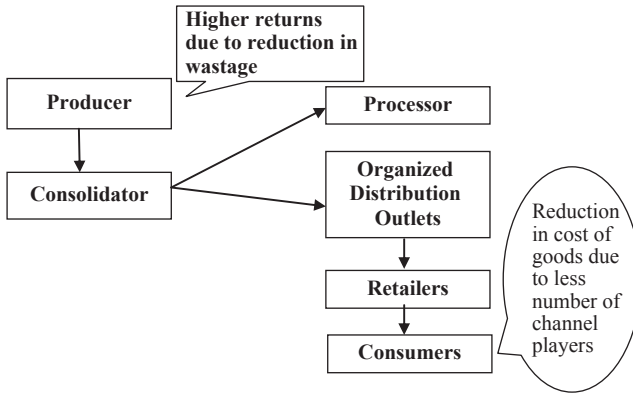 Higher returns
due to reduction in
wastage
Producer
Processor
Consolidator
Organized
Distribution
Outlets
Retailers
Consumers
Reduction
in cost of
goods due
to less
number of
channel
players